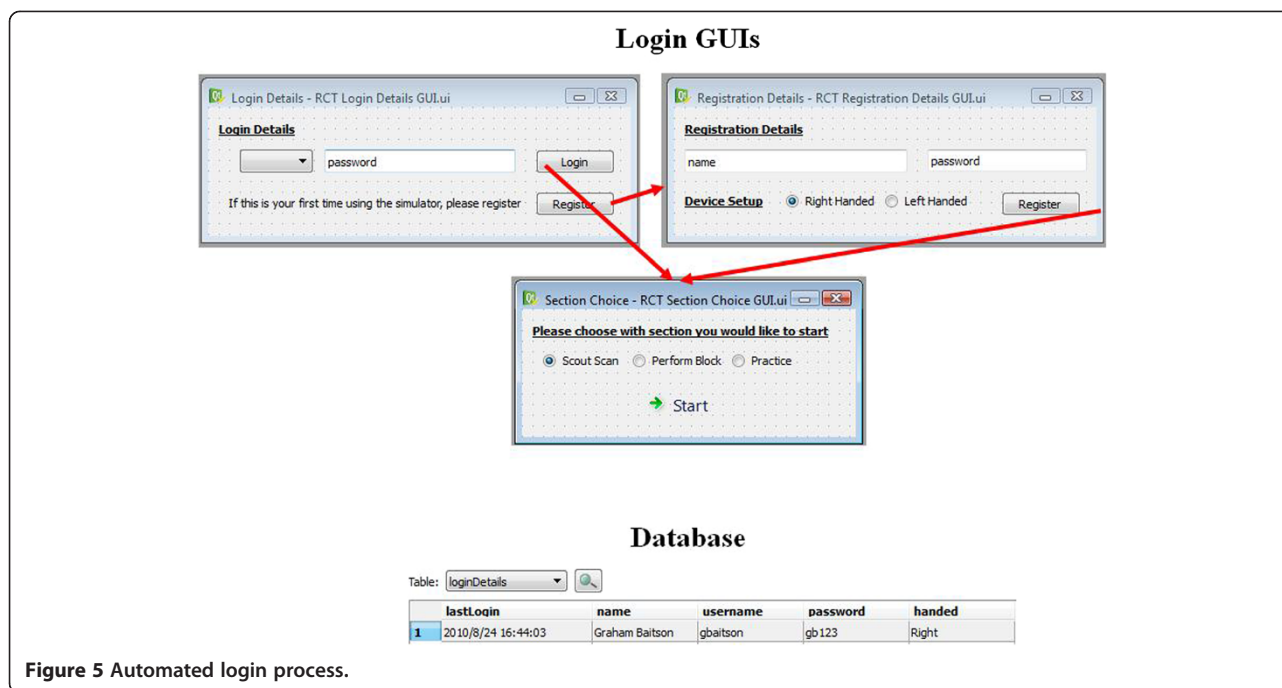 Login GUIs
Login Details - RCT Login Details GUI.ui
Login Details
password
Login
If this is your first time using the simulator, please register
Register
Registration Details - RCT Registration Details GUI.ui
Registration Details
name
password
Device Setup
Right Handed
Left Handed
Register
Section Choice - RCT Section Choice GUI.ui
Please choose with section you would like to start
Scout Scan
Perform Block
Practice
Start
Database
Table: loginDetails
lastLogin name username password handed
1 2010/8/24 16:44:03 Graham Baitson gbaitson gb123 Right
Figure 5 Automated login process.